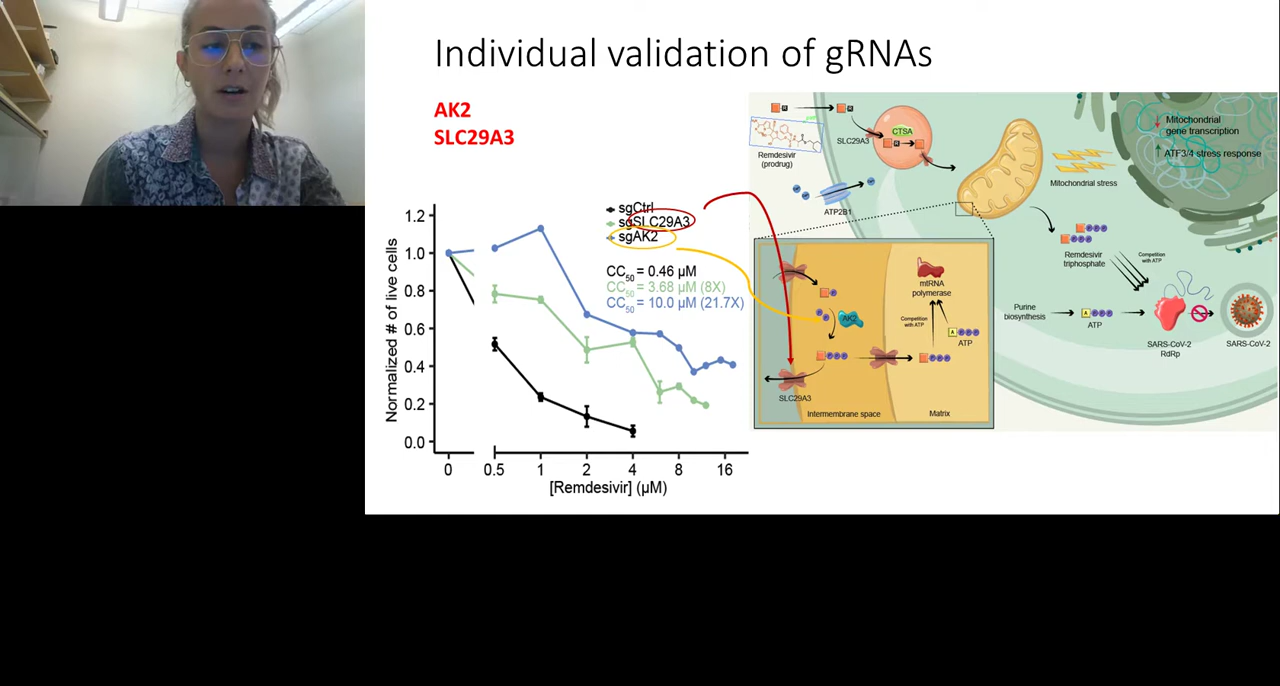 Individual validation of gRNAs
AK2
SLC29A3
Normalized # of live cells
1.2
1.0
0.8
0.6
0.4
0.2
0.0
0 0.5 1 2 4 8 16
[Remdesivir] (µM)
sgCtrl
sgSLC29A3
sgAK2
CC50 = 0.46 µM
CC50 = 3.68 µM (8X)
CC50 = 10.0 µM (21.7X)
R
R
Remdesivir
(prodrug)
SLC29A3
CTSA
R
ATP2B1
Mitochondrial stress
Mitochondrial
gene transcription
ATF3/4 stress response
P P P
P P P
Remdesivir
triphosphate
Competition
with ATP
Purine
biosynthesis
A P P P
ATP
SARS-CoV-2
RdRp
SARS-CoV-2
P
P
P
AK2
P P P
SLC29A3
Intermembrane space
mtRNA
polymerase
Competition
with ATP
A P P P
ATP
P P P
Matrix